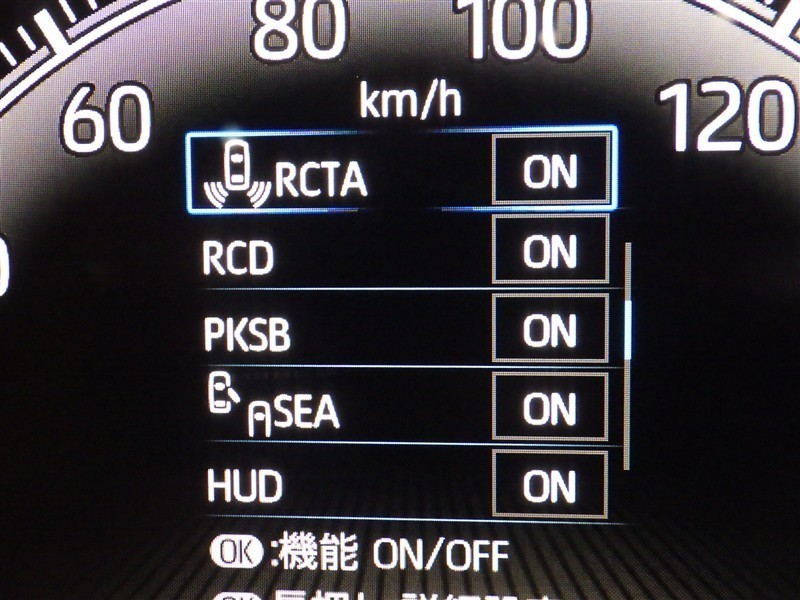 80 100
60 km/h 120
RCTA ON
RCD ON
PKSB ON
SEA ON
HUD ON
OK:機能 ON/OFF